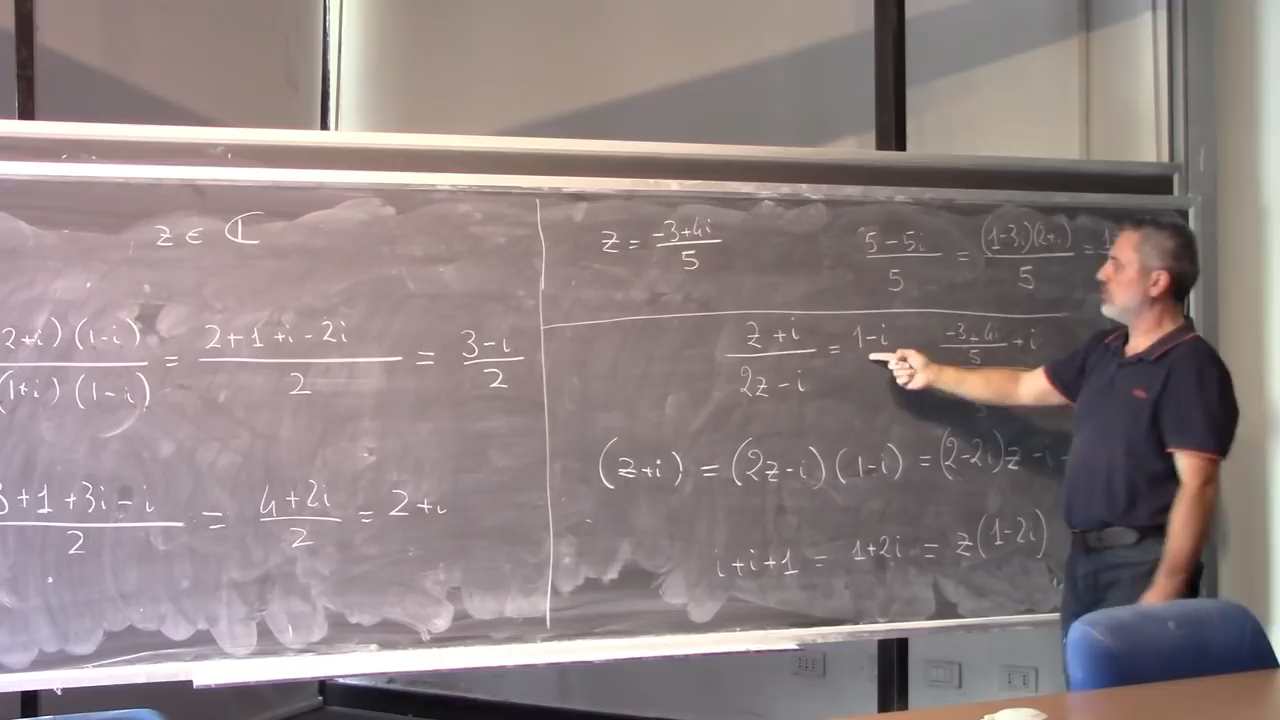 z ∈ ℂ
2+i)(1-i) / (1+i)(1-i) = 2+1+i-2i / 2 = 3-i / 2
3+1+3i-i / 2 = 4+2i / 2 = 2+i
z = -3+4i / 5
5-5i / 5 = (1-3i)(2+i) / 5 =
z+i / 2z-i = 1-i
-3+4i / 5 + i
(z+i) = (2z-i)(1-i) = (2-2i)z-i-
i+i+1 = 1+2i = z(1-2i)